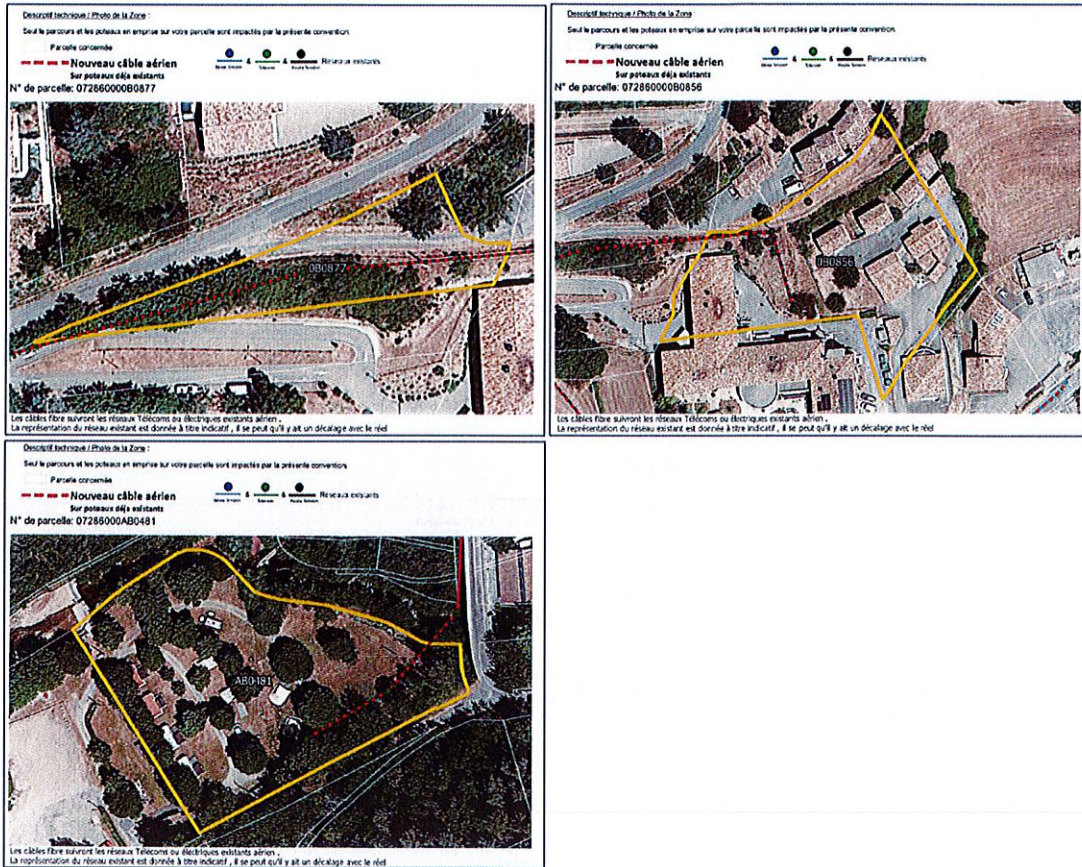 Descriptif technique / Photo de la Zone :
Seul le parcours et les poteaux en emprise sur votre parcelle sont impactés par la présente convention.
Parcelle concernée
Nouveau câble aérien & & Réseaux existants
Sur poteaux déja existants
N° de parcelle: 072860000B0877
0B0877
Les câbles fibre suivront les réseaux Télécoms ou électriques existants aérien .
La représentation du réseau existant est donnée à titre indicatif , il se peut qu'il y ait un décalage avec le réel
Descriptif technique / Photo de la Zone :
Seul le parcours et les poteaux en emprise sur votre parcelle sont impactés par la présente convention.
Parcelle concernée
Nouveau câble aérien & & Réseaux existants
Sur poteaux déja existants
N° de parcelle: 072860000B0856
0B0856
Les câbles fibre suivront les réseaux Télécoms ou électriques existants aérien .
La représentation du réseau existant est donnée à titre indicatif , il se peut qu'il y ait un décalage avec le réel
Descriptif technique / Photo de la Zone :
Seul le parcours et les poteaux en emprise sur votre parcelle sont impactés par la présente convention.
Parcelle concernée
Nouveau câble aérien & & Réseaux existants
Sur poteaux déja existants
N° de parcelle: 07286000AB0481
AB0481
Les câbles fibre suivront les réseaux Télécoms ou électriques existants aérien .
La représentation du réseau existant est donnée à titre indicatif , il se peut qu'il y ait un décalage avec le réel